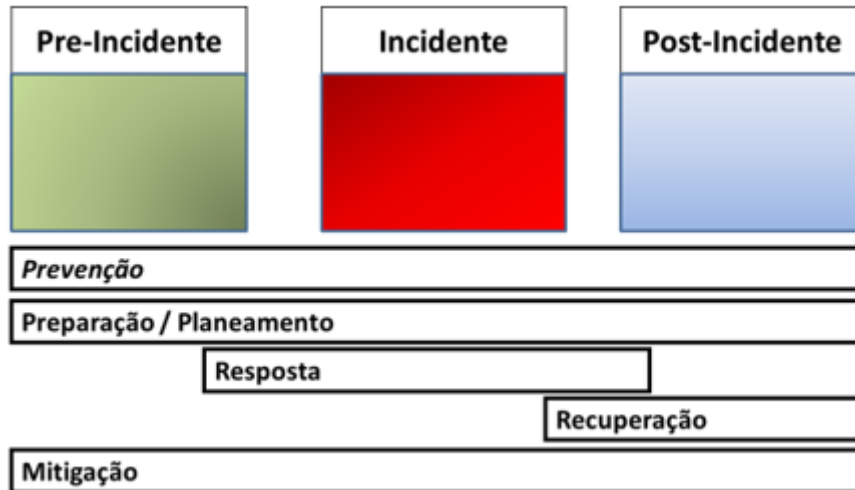 Pre-Incidente
Incidente
Post-Incidente
Prevenção
Preparação / Planeamento
Resposta
Recuperação
Mitigação